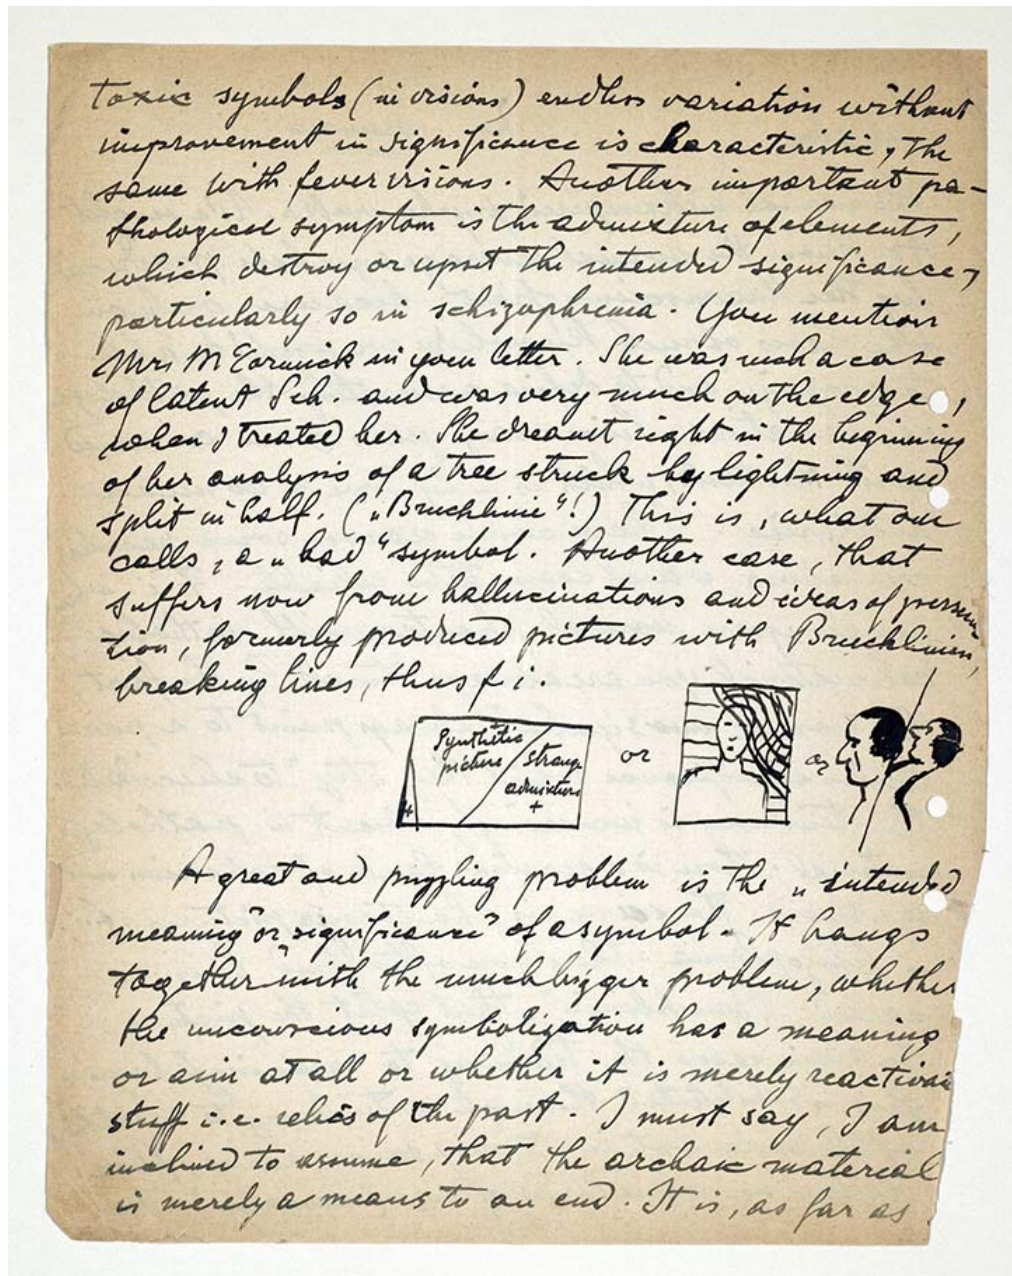 toxic symbols (in visions) endless variation without
improvement in significance is characteristic, the
same with fever visions. Another important pa-
thological symptom is the admixture of elements,
which destroy or upset the intended significance,
particularly so in schizophrenia. You mention
Mrs McCormick in your letter. She was such a case
of latent Sch. and was very much on the edge,
when I treated her. She dreamt right in the beginning
of her analysis of a tree struck by lightning and
split in half. („Bruchlinie“!) This is, what one
calls, a „bad“ symbol. Another case, that
suffers now from hallucinations and ideas of persecu-
tion, formerly produced pictures with Bruchlinien,
breaking lines, thus f i.
Synthetic
picture
strange
admixture
+
+
or
or
A great and puzzling problem is the „intended
meaning“ or „significance“ of a symbol. It hangs
together with the much bigger problem, whether
the unconscious symbolization has a meaning
or aim at all or whether it is merely reactive
stuff i.e. relics of the past. I must say, I am
inclined to assume, that the archaic material
is merely a means to an end. It is, as far as